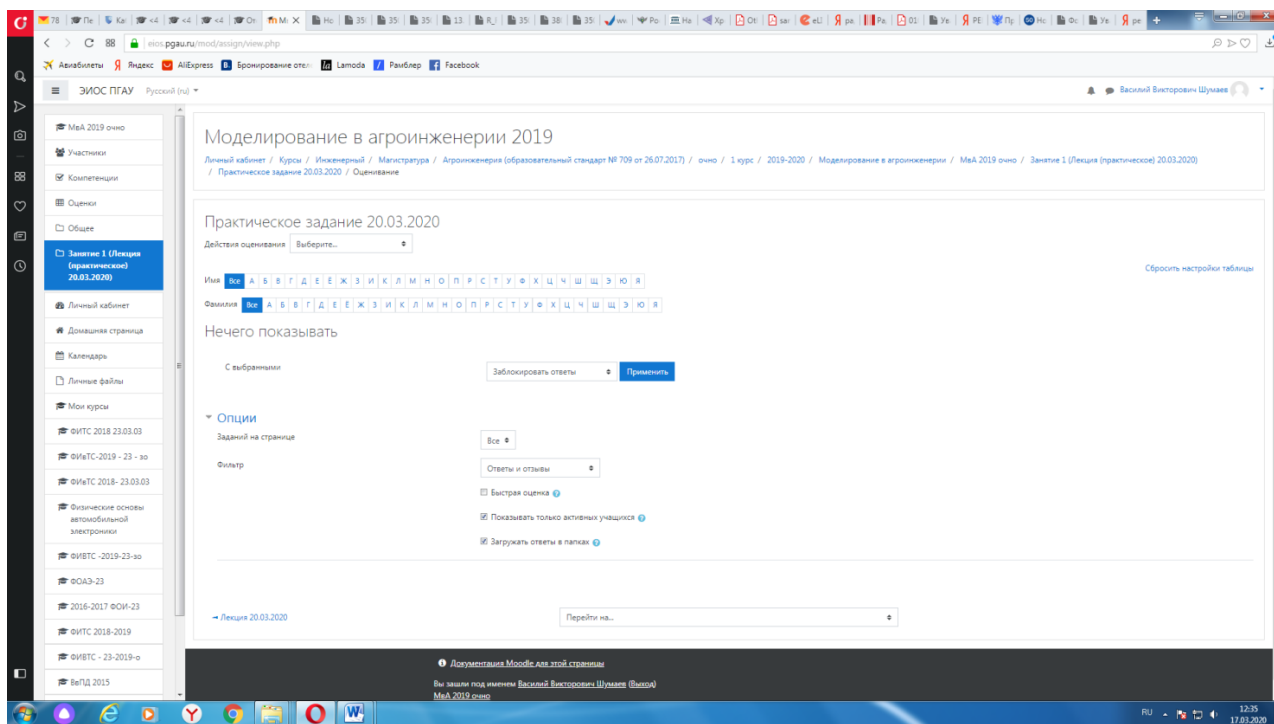 eios.pgau.ru/mod/assign/view.php
Авиабилеты Яндекс AliExpress Бронирование отел Lamoda Рамблер Facebook
ЭИОС ПГАУ Русский (ru)
Василий Викторович Шумаев
МвА 2019 очно
Участники
Компетенции
Оценки
Общее
Занятие 1 (Лекция
(практическое)
20.03.2020)
Личный кабинет
Домашняя страница
Календарь
Личные файлы
Мои курсы
ФИТС 2018 23.03.03
ФИвТС-2019 - 23 - зо
ФИвТС 2018- 23.03.03
Физические основы
автомобильной
электроники
ФИВТС -2019-23-зо
ФОАЭ-23
2016-2017 ФОИ-23
ФИТС 2018-2019
ФИВТС - 23-2019-о
ВвПД 2015
Моделирование в агроинженерии 2019
Личный кабинет / Курсы / Инженерный / Магистратура / Агроинженерия (образовательный стандарт № 709 от 26.07.2017) / очно / 1 курс / 2019-2020 / Моделирование в агроинженерии / МвА 2019 очно / Занятие 1 (Лекция (практическое) 20.03.2020)
/ Практическое задание 20.03.2020 / Оценивание
Практическое задание 20.03.2020
Действия оценивания Выберите...
Сбросить настройки таблицы
Имя Все А Б В Г Д Е Ё Ж З И К Л М Н О П Р С Т У Ф Х Ц Ч Ш Щ Э Ю Я
Фамилия Все А Б В Г Д Е Ё Ж З И К Л М Н О П Р С Т У Ф Х Ц Ч Ш Щ Э Ю Я
Нечего показывать
С выбранными Заблокировать ответы Применить
Опции
Заданий на странице Все
Фильтр Ответы и отзывы
Быстрая оценка
Показывать только активных учащихся
Загружать ответы в папках
→ Лекция 20.03.2020 Перейти на...
Документация Moodle для этой страницы
Вы зашли под именем Василий Викторович Шумаев (Выход)
МвА 2019 очно
RU 12:35
17.03.2020